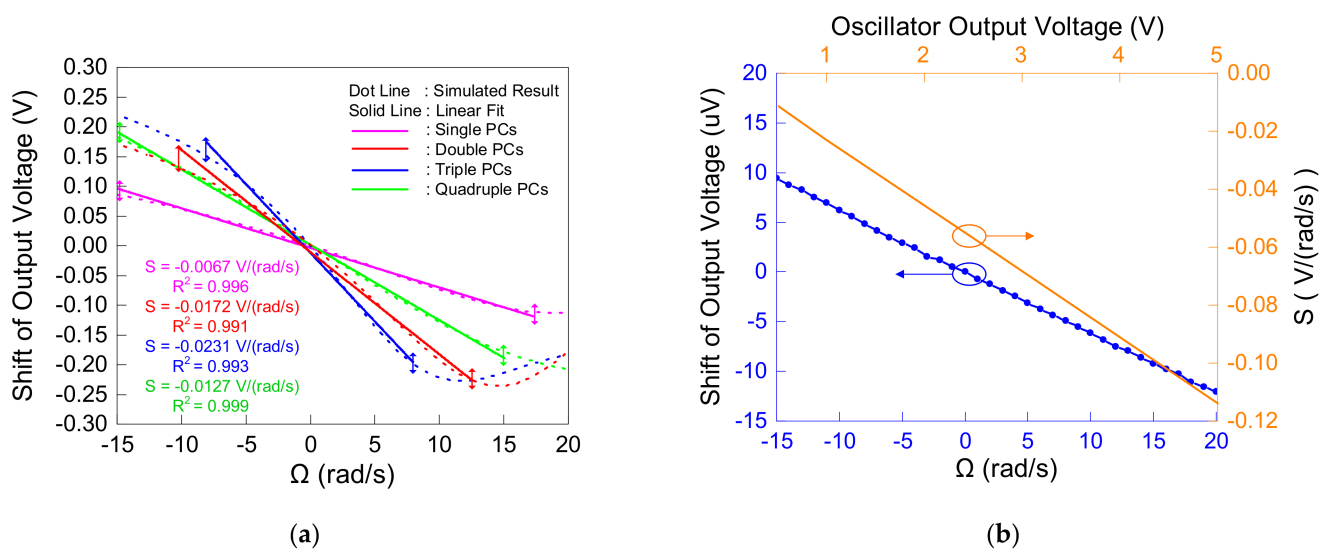 0.30
0.25
0.20
0.15
0.10
0.05
0.00
-0.05
-0.10
-0.15
-0.20
-0.25
-0.30
Shift of Output Voltage (V)
Dot Line : Simulated Result
Solid Line : Linear Fit
: Single PCs
: Double PCs
: Triple PCs
: Quadruple PCs
S = -0.0067 V/(rad/s)
R² = 0.996
S = -0.0172 V/(rad/s)
R² = 0.991
S = -0.0231 V/(rad/s)
R² = 0.993
S = -0.0127 V/(rad/s)
R² = 0.999
-15 -10 -5 0 5 10 15 20
Ω (rad/s)
(a)
Oscillator Output Voltage (V)
1 2 3 4 5
20
15
10
5
0
-5
-10
-15
Shift of Output Voltage (uV)
0.00
-0.02
-0.04
-0.06
-0.08
-0.10
-0.12
S ( V/(rad/s) )
-15 -10 -5 0 5 10 15 20
Ω (rad/s)
(b)